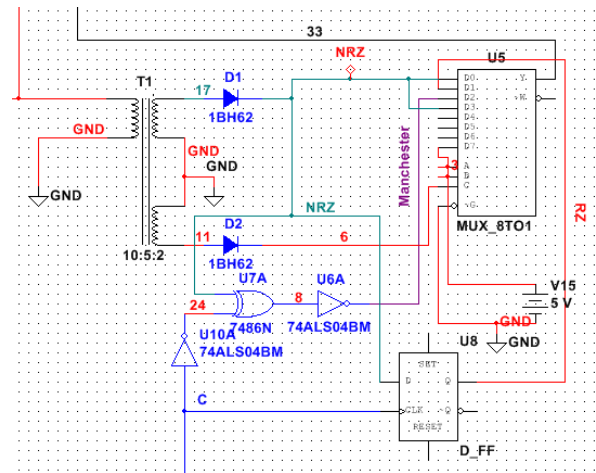 33
NRZ
U5
T1
17
D1
D0
Y
D1
~W
D2
D3
D4
D5
D6
D7
1BH62
GND
GND
GND
3
A
B
C
~G
Manchester
GND
NRZ
RZ
MUX_8TO1
11
D2
6
10:5:2
1BH62
U7A
U6A
V15
5 V
24
8
GND
U10A
7486N
74ALS04BM
GND
U8
74ALS04BM
SET
D
Q
C
CLK
~Q
RESET
D_FF